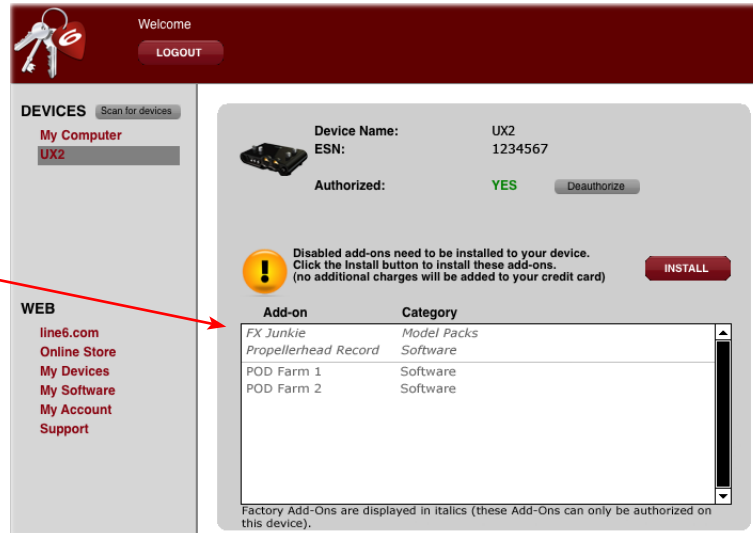 Welcome
LOGOUT
DEVICES Scan for devices
My Computer
UX2
Device Name: UX2
ESN: 1234567
Authorized: YES Deauthorize
Disabled add-ons need to be installed to your device.
Click the Install button to install these add-ons.
(no additional charges will be added to your credit card)
INSTALL
WEB
line6.com
Online Store
My Devices
My Software
My Account
Support
Add-on Category
FX Junkie Model Packs
Propellerhead Record Software
POD Farm 1 Software
POD Farm 2 Software
Factory Add-Ons are displayed in italics (these Add-Ons can only be authorized on
this device).